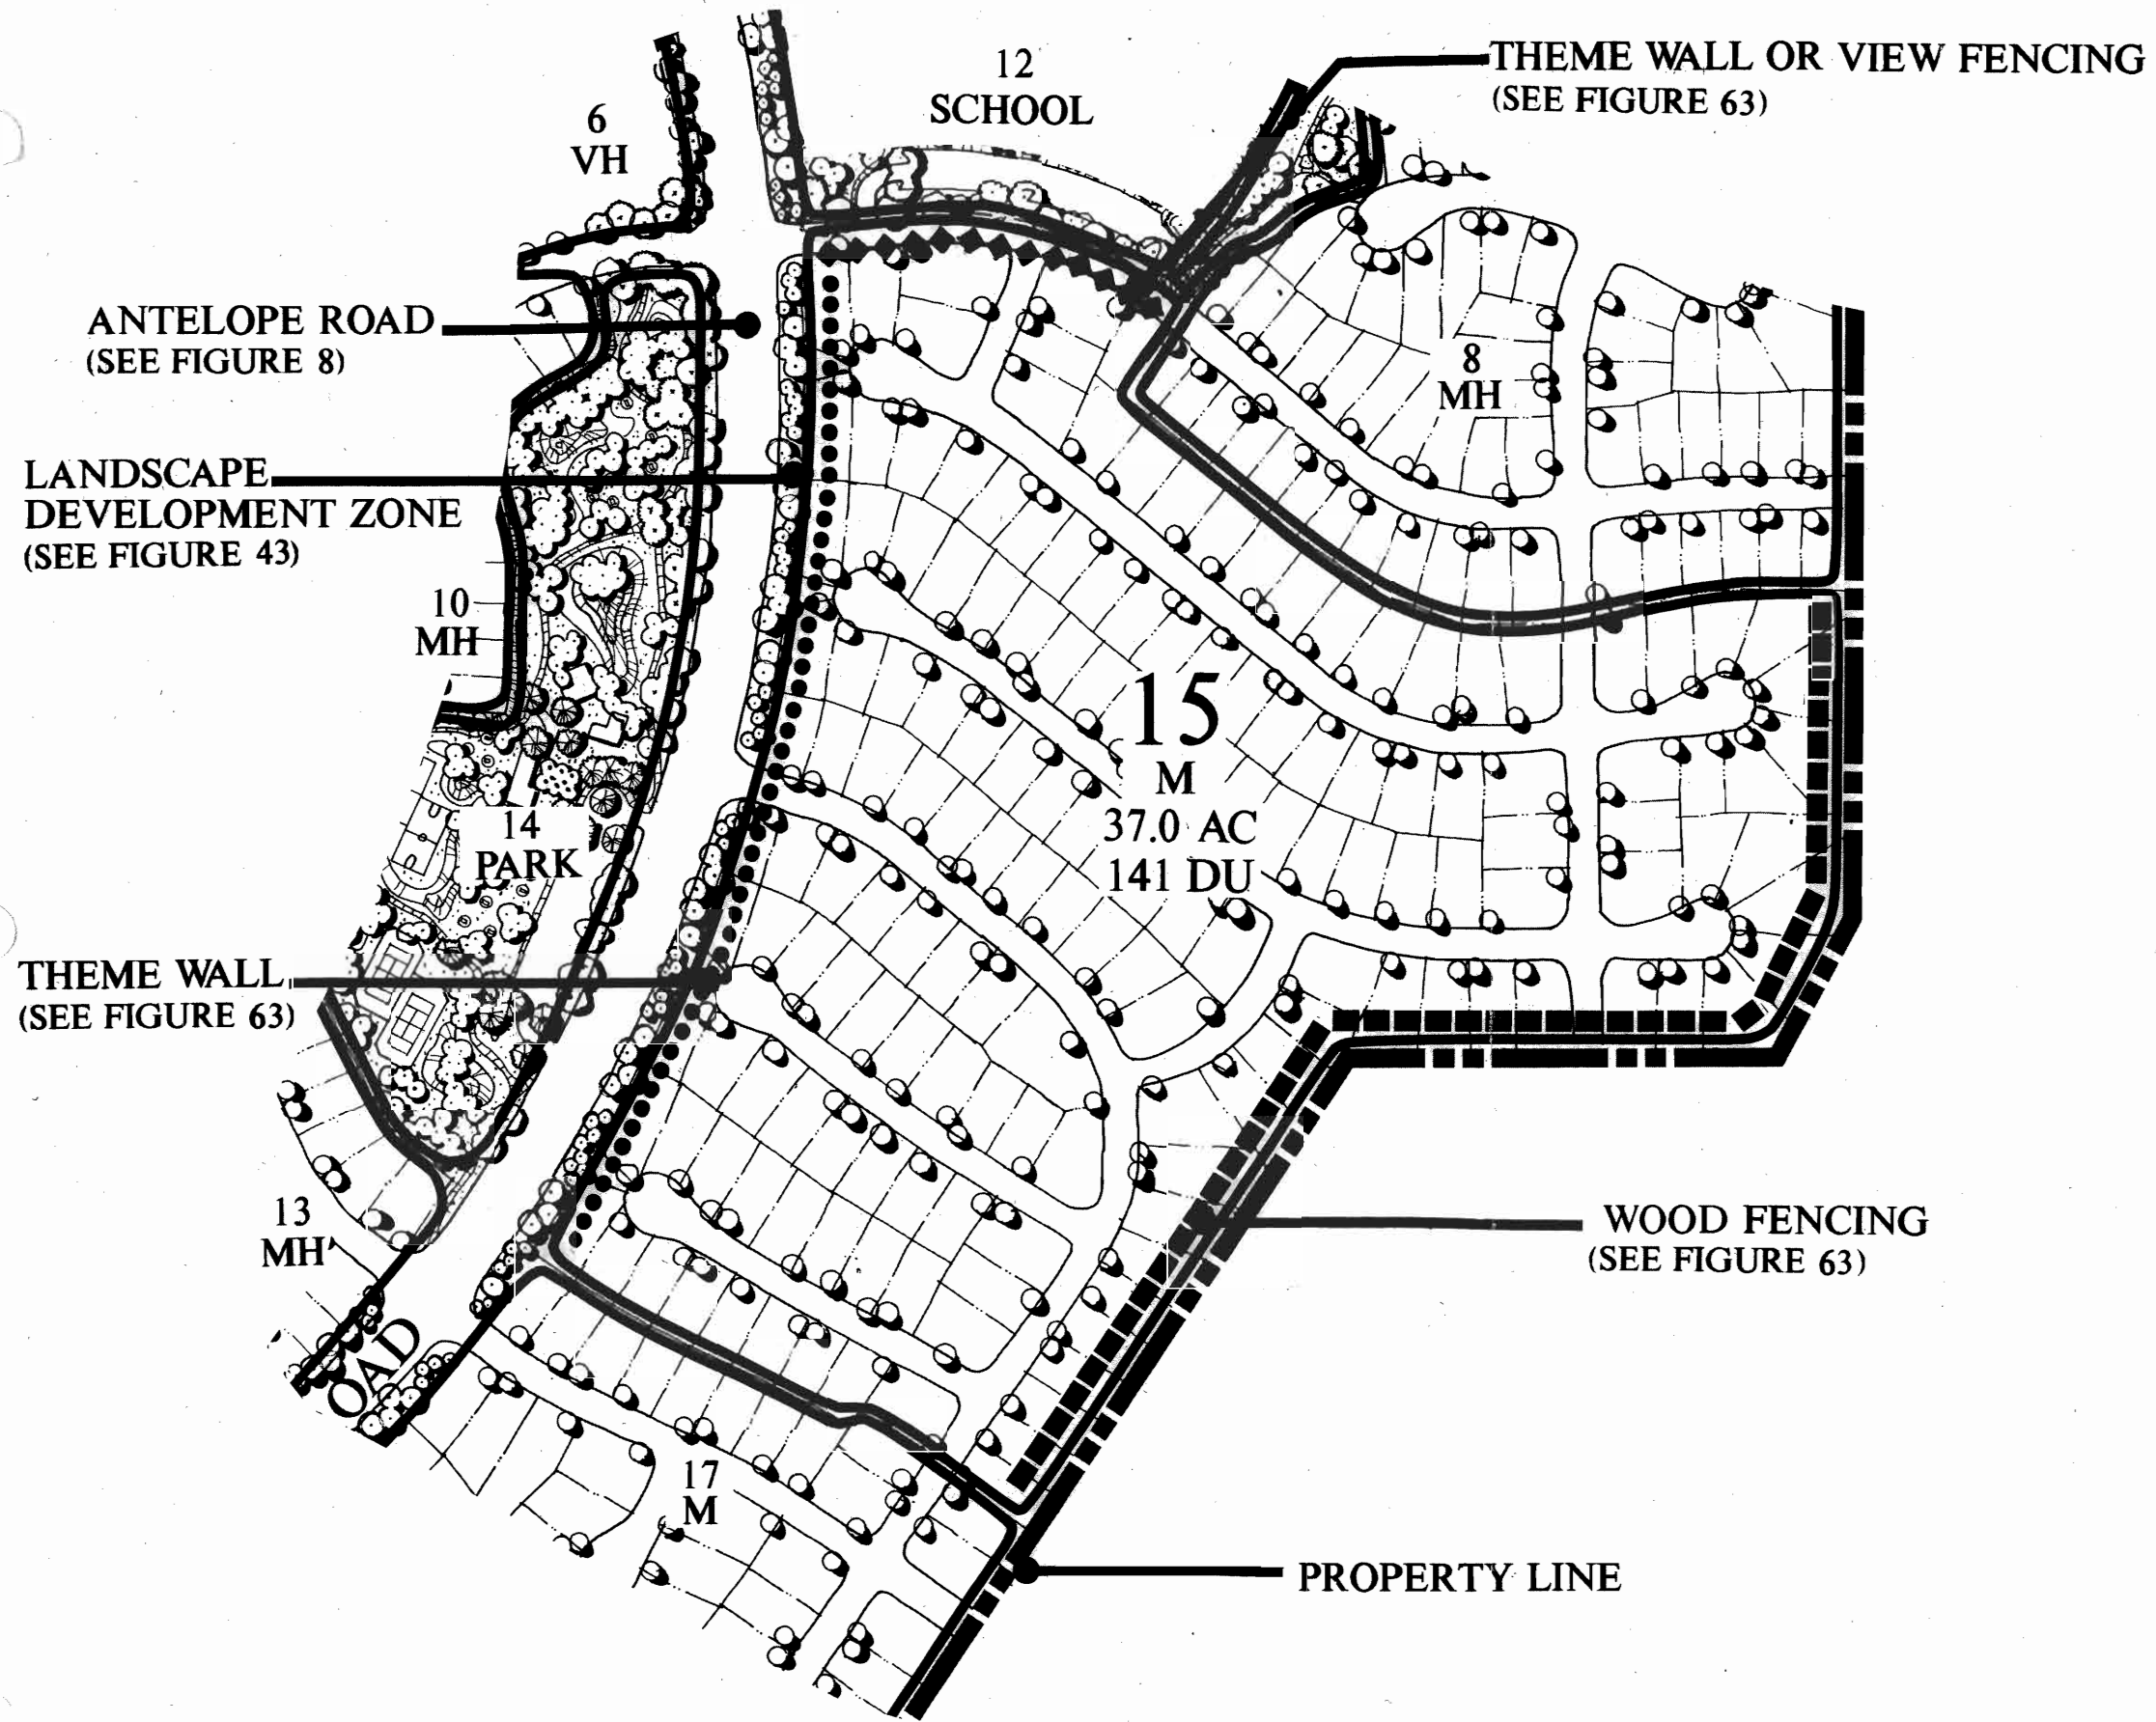 12
SCHOOL
THEME WALL OR VIEW FENCING
(SEE FIGURE 63)
6
VH
ANTELOPE ROAD
(SEE FIGURE 8)
8
MH
LANDSCAPE
DEVELOPMENT ZONE
(SEE FIGURE 43)
10
MH
15
M
37.0 AC
141 DU
14
PARK
THEME WALL
(SEE FIGURE 63)
13
MH
WOOD FENCING
(SEE FIGURE 63)
OAD
17
M
PROPERTY LINE